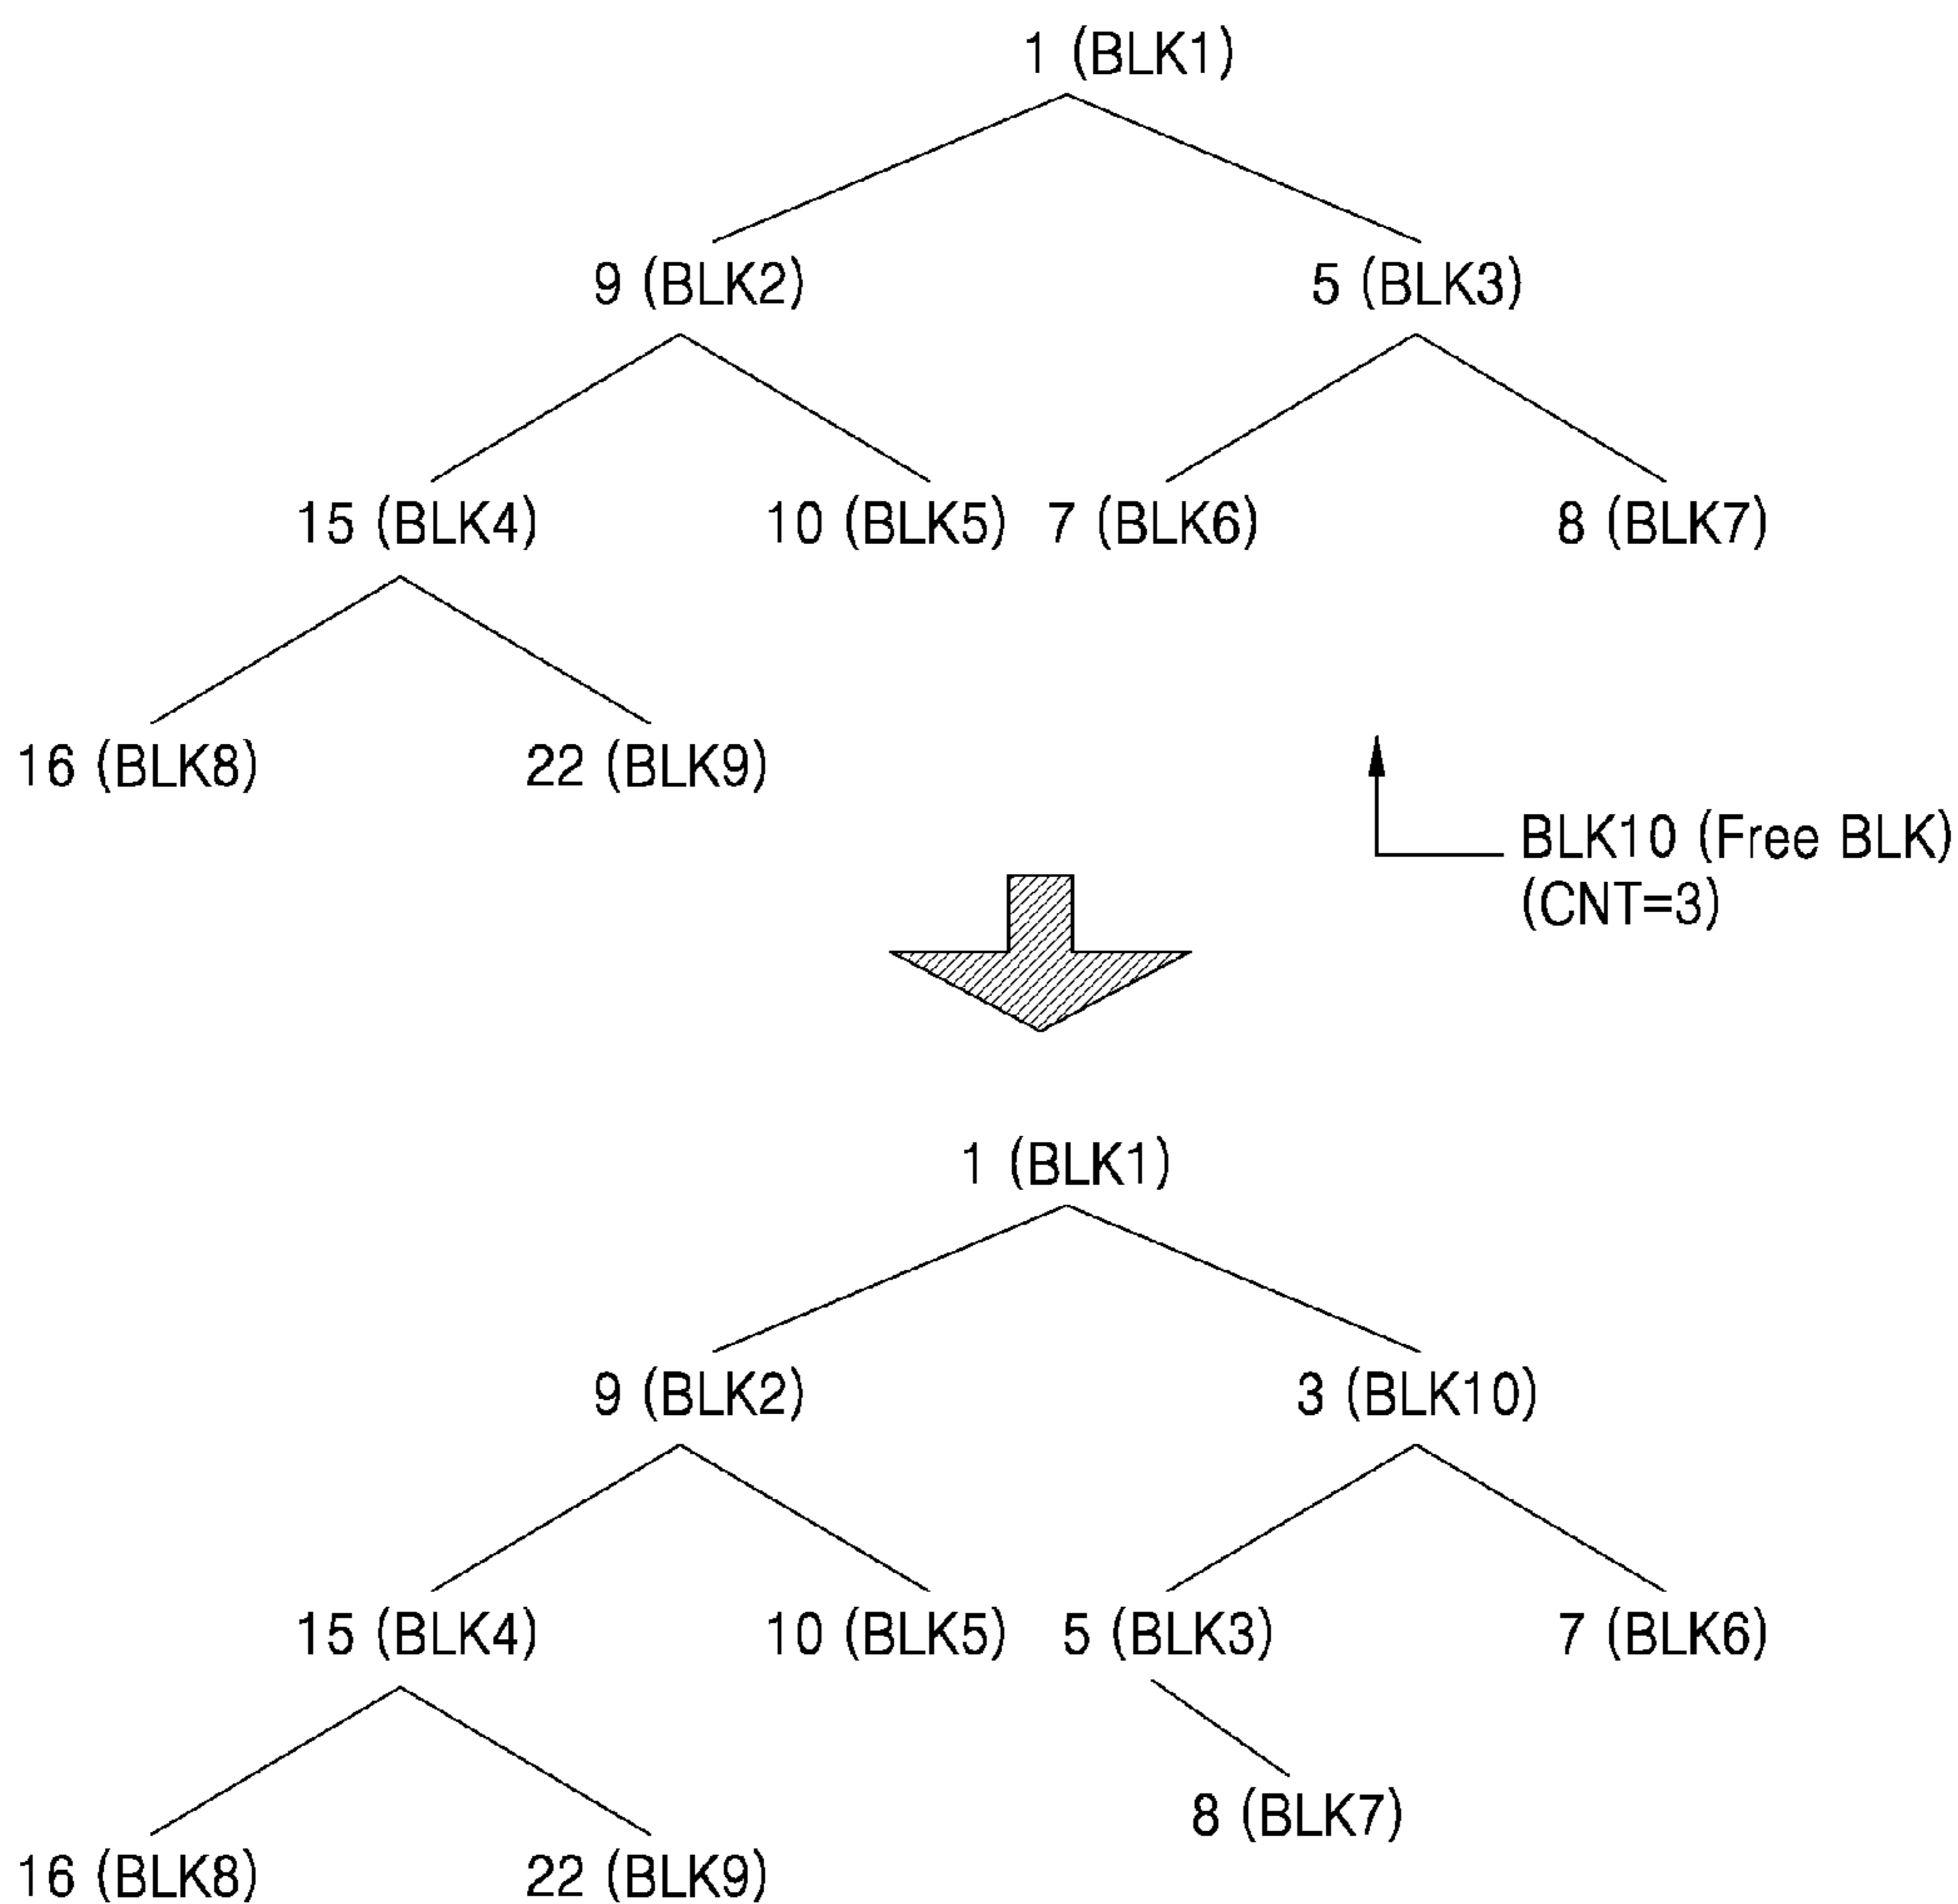 1 (BLK1)
9 (BLK2)
5 (BLK3)
15 (BLK4)
10 (BLK5)
7 (BLK6)
8 (BLK7)
16 (BLK8)
22 (BLK9)
BLK10 (Free BLK)
(CNT=3)
1 (BLK1)
9 (BLK2)
3 (BLK10)
15 (BLK4)
10 (BLK5)
5 (BLK3)
7 (BLK6)
8 (BLK7)
16 (BLK8)
22 (BLK9)